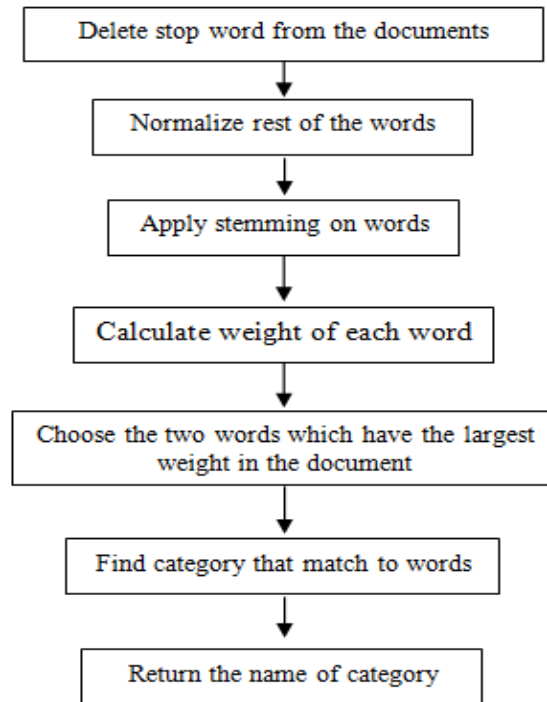 Delete stop word from the documents
Normalize rest of the words
Apply stemming on words
Calculate weight of each word
Choose the two words which have the largest
weight in the document
Find category that match to words
Return the name of category